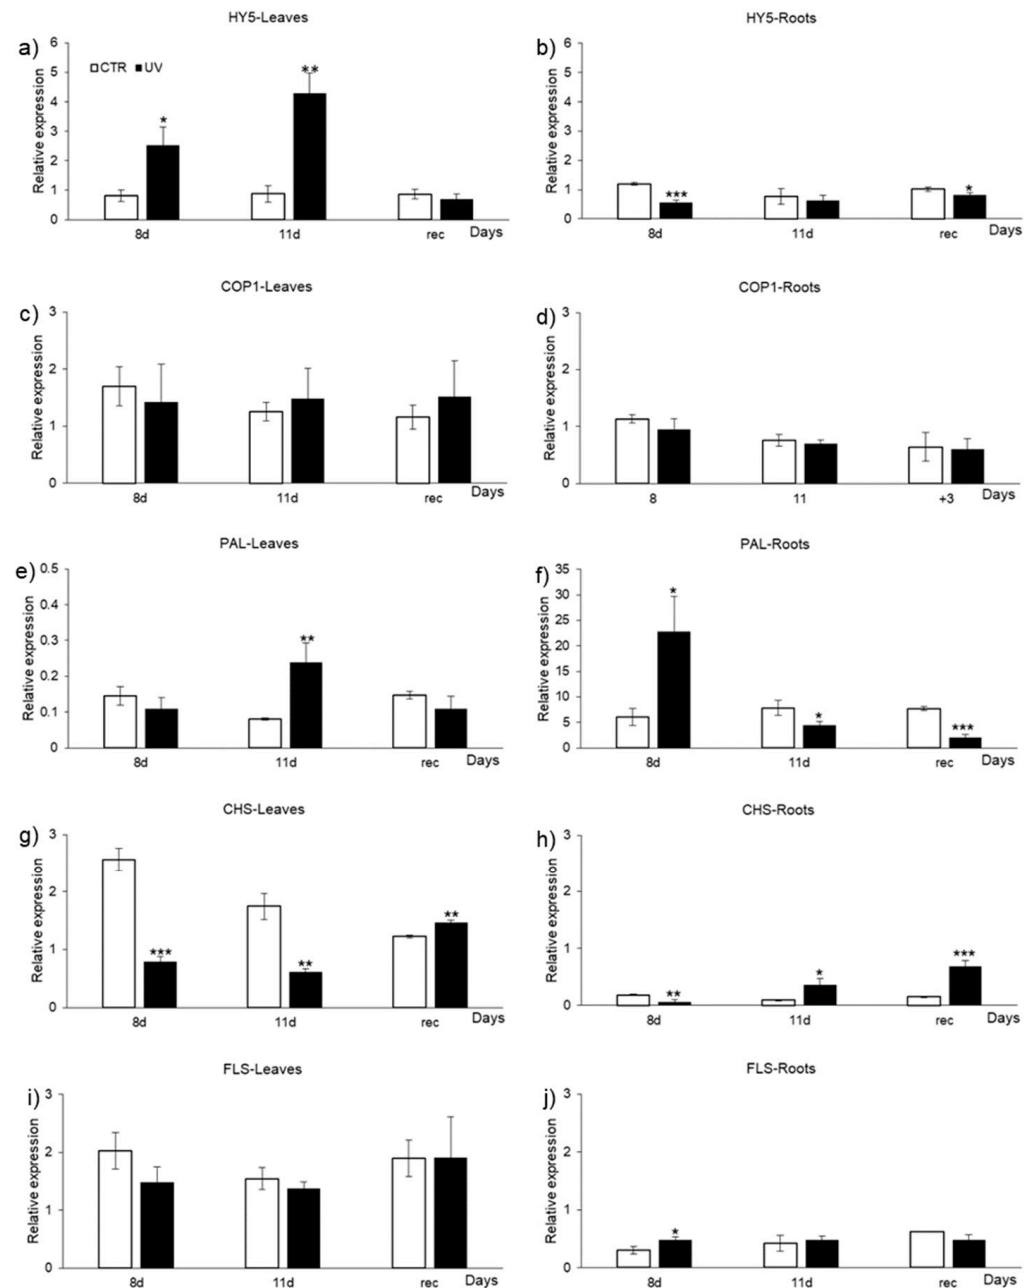 HY5-Leaves
a)
6
5
4
3
2
1
0
Relative expression
□CTR ■UV
*
**
8d 11d rec Days
HY5-Roots
b)
6
5
4
3
2
1
0
Relative expression
***
*
8d 11d rec Days
COP1-Leaves
c)
3
2
1
0
Relative expression
8d 11d rec Days
COP1-Roots
d)
3
2
1
0
Relative expression
8 11 +3 Days
PAL-Leaves
e)
0.5
0.4
0.3
0.2
0.1
0
Relative expression
**
8d 11d rec Days
PAL-Roots
f)
35
30
25
20
15
10
5
0
Relative expression
*
*
***
8d 11d rec Days
CHS-Leaves
g)
3
2
1
0
Relative expression
***
**
**
8d 11d rec Days
CHS-Roots
h)
3
2
1
0
Relative expression
**
*
***
8d 11d rec Days
FLS-Leaves
i)
3
2
1
0
Relative expression
8d 11d rec Days
FLS-Roots
j)
3
2
1
0
Relative expression
*
8d 11d rec Days